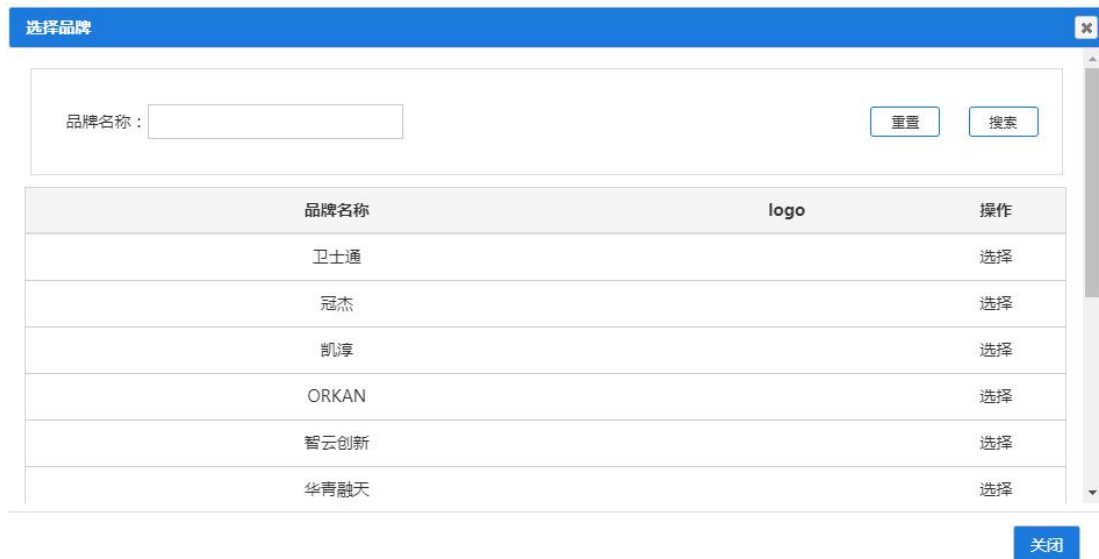 选择品牌
品牌名称：
重置 搜索
品牌名称 logo 操作
卫士通 选择
冠杰 选择
凯淳 选择
ORKAN 选择
智云创新 选择
华青融天 选择
关闭